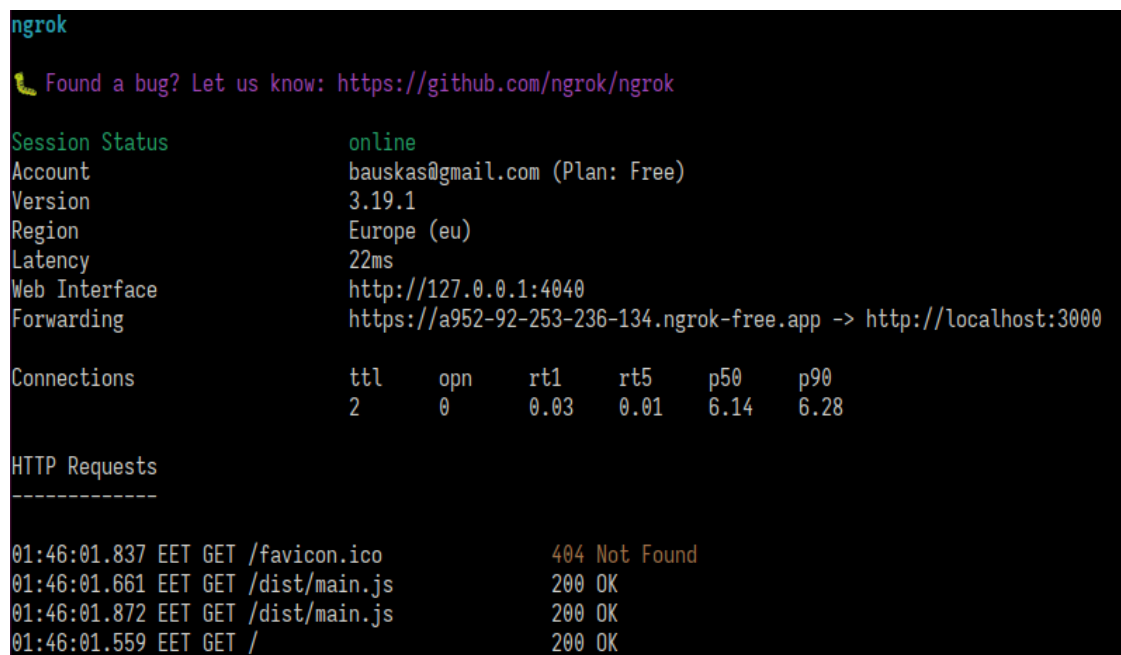 ngrok
🐛 Found a bug? Let us know: https://github.com/ngrok/ngrok
Session Status online
Account bauskas@gmail.com (Plan: Free)
Version 3.19.1
Region Europe (eu)
Latency 22ms
Web Interface http://127.0.0.1:4040
Forwarding https://a952-92-253-236-134.ngrok-free.app -> http://localhost:3000
Connections ttl opn rt1 rt5 p50 p90
2 0 0.03 0.01 6.14 6.28
HTTP Requests
-------------
01:46:01.837 EET GET /favicon.ico 404 Not Found
01:46:01.661 EET GET /dist/main.js 200 OK
01:46:01.872 EET GET /dist/main.js 200 OK
01:46:01.559 EET GET / 200 OK